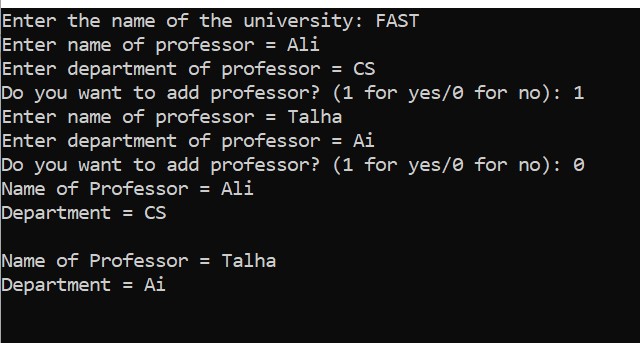 Enter the name of the university: FAST
Enter name of professor = Ali
Enter department of professor = CS
Do you want to add professor? (1 for yes/0 for no): 1
Enter name of professor = Talha
Enter department of professor = Ai
Do you want to add professor? (1 for yes/0 for no): 0
Name of Professor = Ali
Department = CS
Name of Professor = Talha
Department = Ai